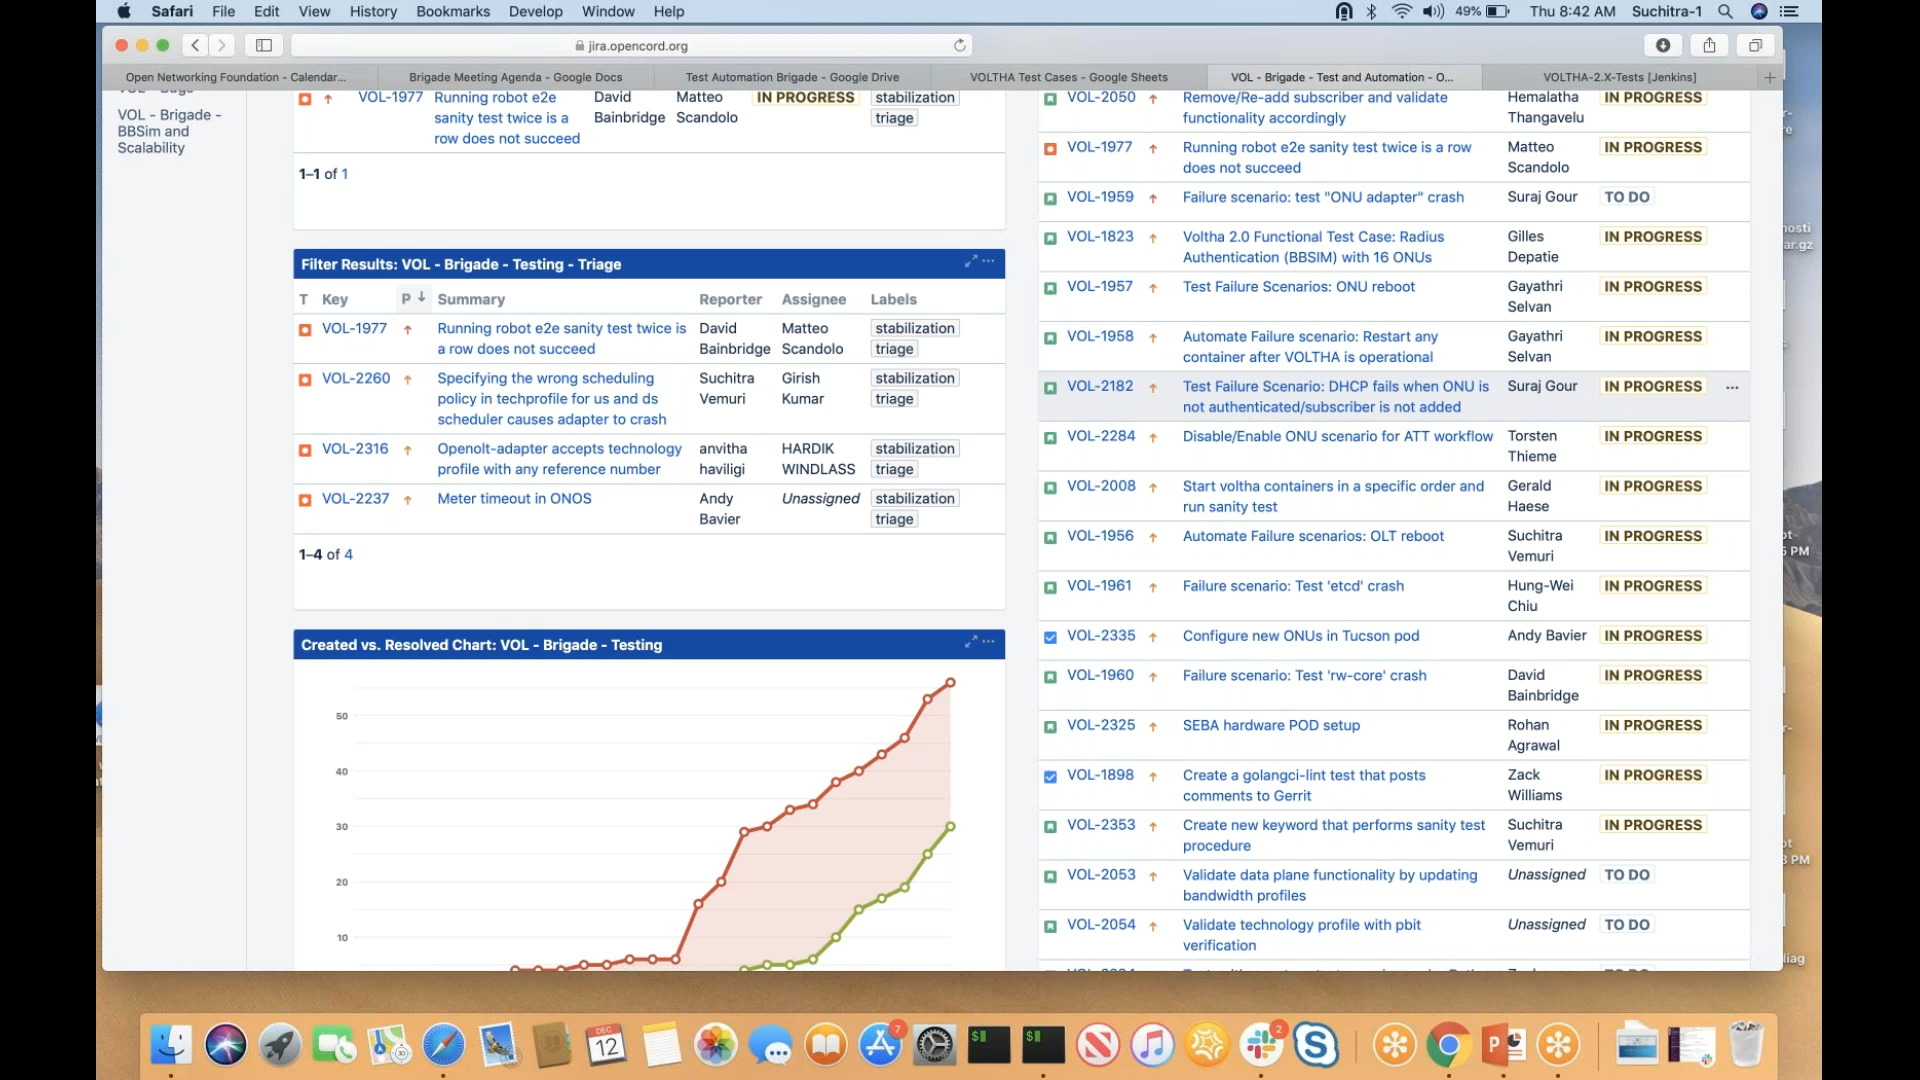 Safari File Edit View History Bookmarks Develop Window Help 49% Thu 8:42 AM Suchitra-1
jira.opencord.org
Open Networking Foundation - Calendar... Brigade Meeting Agenda - Google Docs Test Automation Brigade - Google Drive VOLTHA Test Cases - Google Sheets VOL - Brigade - Test and Automation - O... VOLTHA-2.X-Tests [Jenkins]
VOL - Brigade -
BBSim and
Scalability
VOL-1977 Running robot e2e David Matteo IN PROGRESS stabilization
sanity test twice is a Bainbridge Scandolo triage
row does not succeed
1–1 of 1
Filter Results: VOL - Brigade - Testing - Triage
T Key P Summary Reporter Assignee Labels
VOL-1977 Running robot e2e sanity test twice is David Matteo stabilization
a row does not succeed Bainbridge Scandolo triage
VOL-2260 Specifying the wrong scheduling Suchitra Girish stabilization
policy in techprofile for us and ds Vemuri Kumar triage
scheduler causes adapter to crash
VOL-2316 Openolt-adapter accepts technology anvitha HARDIK stabilization
profile with any reference number haviligi WINDLASS triage
VOL-2237 Meter timeout in ONOS Andy Unassigned stabilization
Bavier triage
1–4 of 4
Created vs. Resolved Chart: VOL - Brigade - Testing
50
40
30
20
10
VOL-2050 Remove/Re-add subscriber and validate Hemalatha IN PROGRESS
functionality accordingly Thangavelu
VOL-1977 Running robot e2e sanity test twice is a row Matteo IN PROGRESS
does not succeed Scandolo
VOL-1959 Failure scenario: test "ONU adapter" crash Suraj Gour TO DO
VOL-1823 Voltha 2.0 Functional Test Case: Radius Gilles IN PROGRESS
Authentication (BBSIM) with 16 ONUs Depatie
VOL-1957 Test Failure Scenarios: ONU reboot Gayathri IN PROGRESS
Selvan
VOL-1958 Automate Failure scenario: Restart any Gayathri IN PROGRESS
container after VOLTHA is operational Selvan
VOL-2182 Test Failure Scenario: DHCP fails when ONU is Suraj Gour IN PROGRESS ...
not authenticated/subscriber is not added
VOL-2284 Disable/Enable ONU scenario for ATT workflow Torsten IN PROGRESS
Thieme
VOL-2008 Start voltha containers in a specific order and Gerald IN PROGRESS
run sanity test Haese
VOL-1956 Automate Failure scenarios: OLT reboot Suchitra IN PROGRESS
Vemuri
VOL-1961 Failure scenario: Test 'etcd' crash Hung-Wei IN PROGRESS
Chiu
VOL-2335 Configure new ONUs in Tucson pod Andy Bavier IN PROGRESS
VOL-1960 Failure scenario: Test 'rw-core' crash David IN PROGRESS
Bainbridge
VOL-2325 SEBA hardware POD setup Rohan IN PROGRESS
Agrawal
VOL-1898 Create a golangci-lint test that posts Zack IN PROGRESS
comments to Gerrit Williams
VOL-2353 Create new keyword that performs sanity test Suchitra IN PROGRESS
procedure Vemuri
VOL-2053 Validate data plane functionality by updating Unassigned TO DO
bandwidth profiles
VOL-2054 Validate technology profile with pbit Unassigned TO DO
verification
ar.gz
PM
PM
DEC
12
7
2